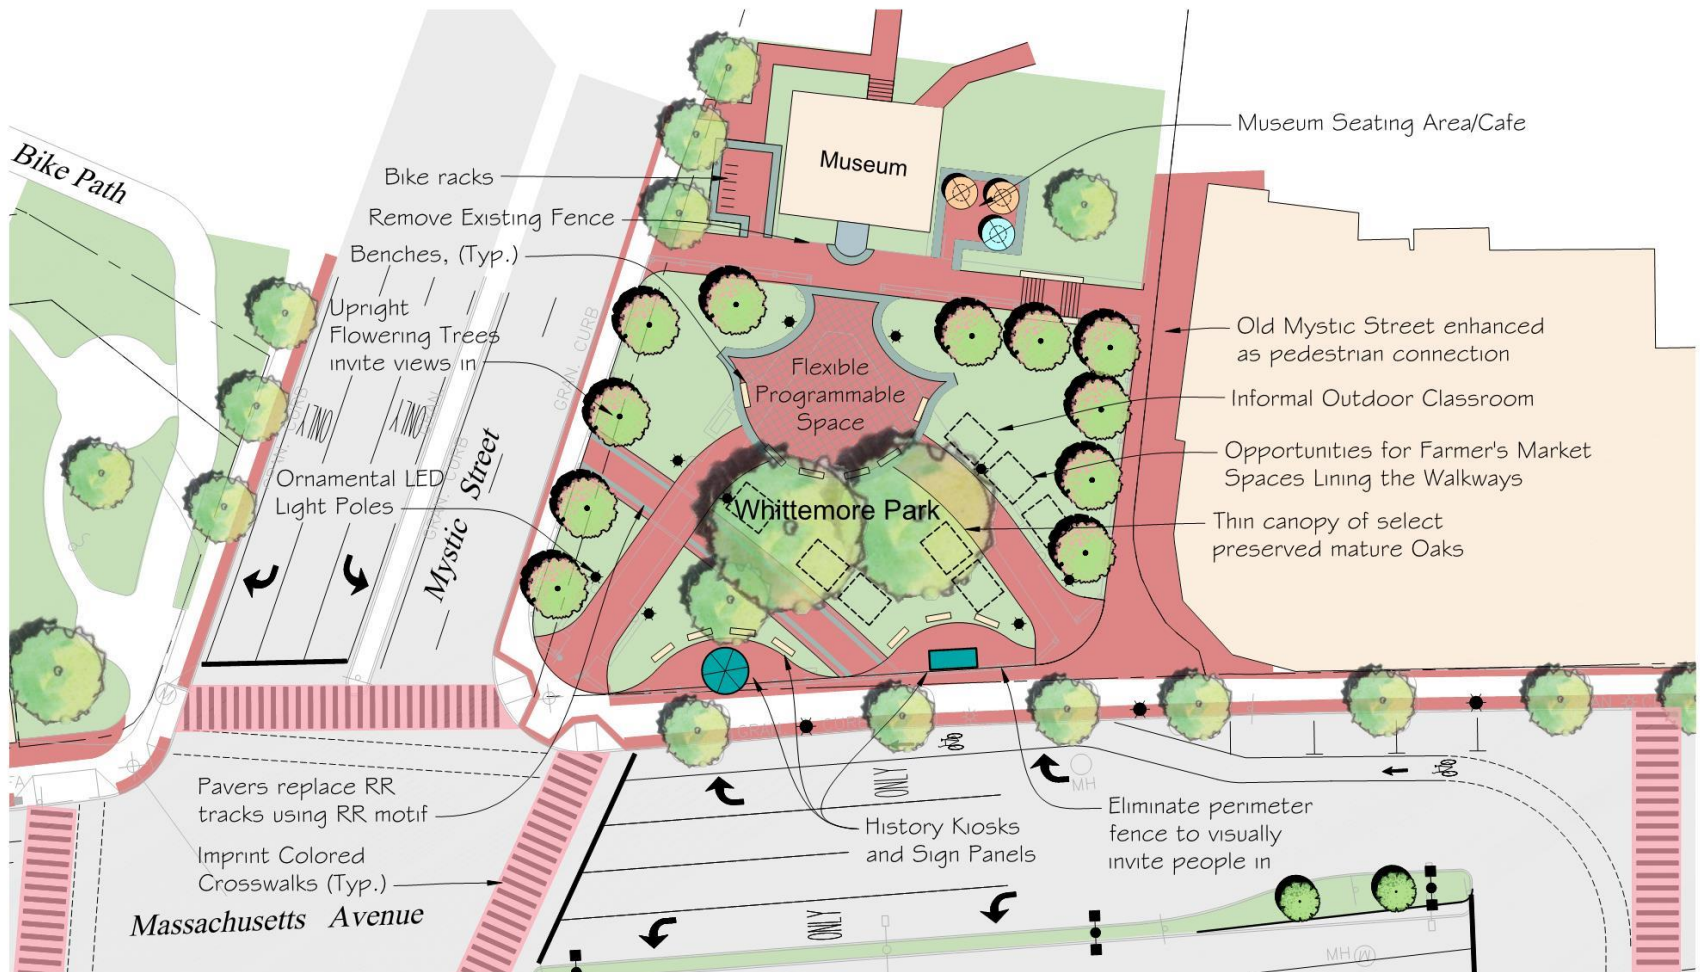 Bike Path
Museum
Museum Seating Area/Cafe
Bike racks
Remove Existing Fence
Benches, (Typ.)
Upright
Flowering Trees
invite views in
GRAN. CURB
Flexible
Programmable
Space
Old Mystic Street enhanced
as pedestrian connection
Informal Outdoor Classroom
Opportunities for Farmer's Market
Spaces Lining the Walkways
Thin canopy of select
preserved mature Oaks
ONLY
ONLY
GRAN. CURB
Mystic Street
Ornamental LED
Light Poles
Whittemore Park
Pavers replace RR
tracks using RR motif
Imprint Colored
Crosswalks (Typ.)
Massachusetts Avenue
ONLY
MH
History Kiosks
and Sign Panels
Eliminate perimeter
fence to visually
invite people in
ONLY
MH